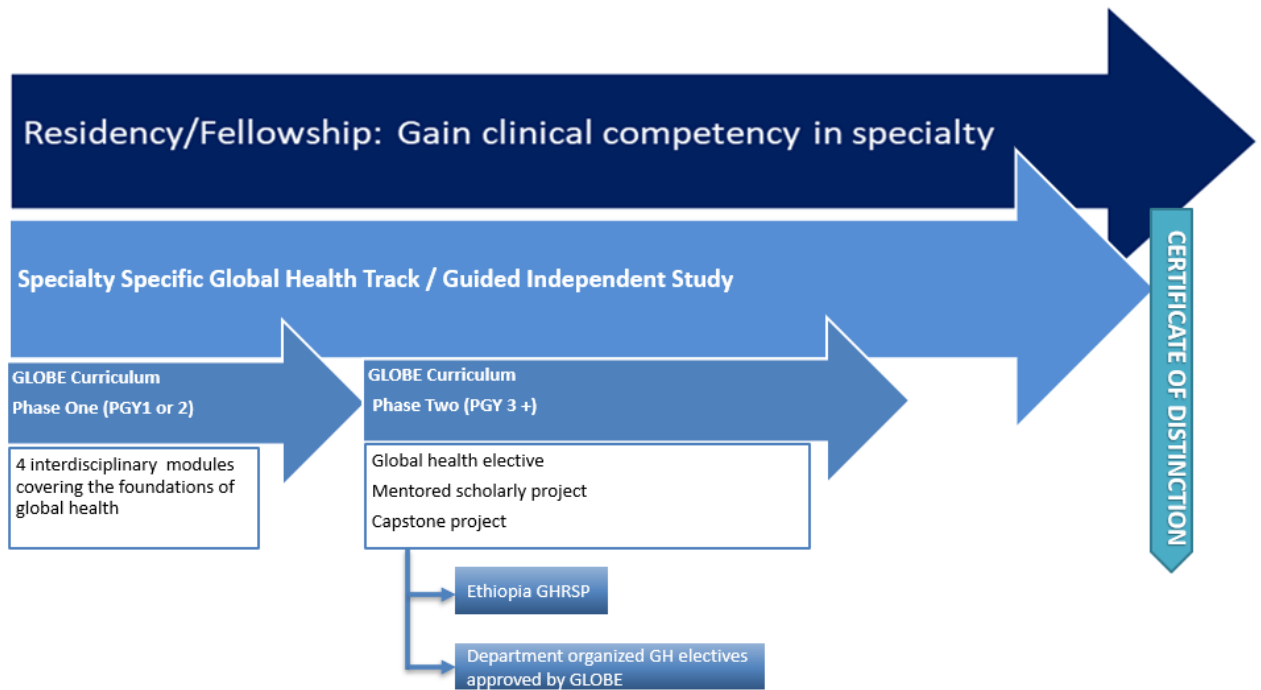 Residency/Fellowship: Gain clinical competency in specialty
Specialty Specific Global Health Track / Guided Independent Study
CERTIFICATE OF DISTINCTION
GLOBE Curriculum
Phase One (PGY1 or 2)
4 interdisciplinary modules
covering the foundations of
global health
GLOBE Curriculum
Phase Two (PGY 3 +)
Global health elective
Mentored scholarly project
Capstone project
Ethiopia GHRSP
Department organized GH electives
approved by GLOBE